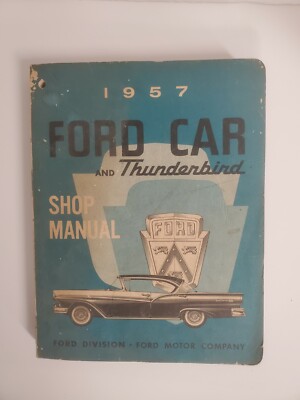 1957
FORD CAR
AND Thunderbird
SHOP
MANUAL
FORD
FORD DIVISION - FORD MOTOR COMPANY